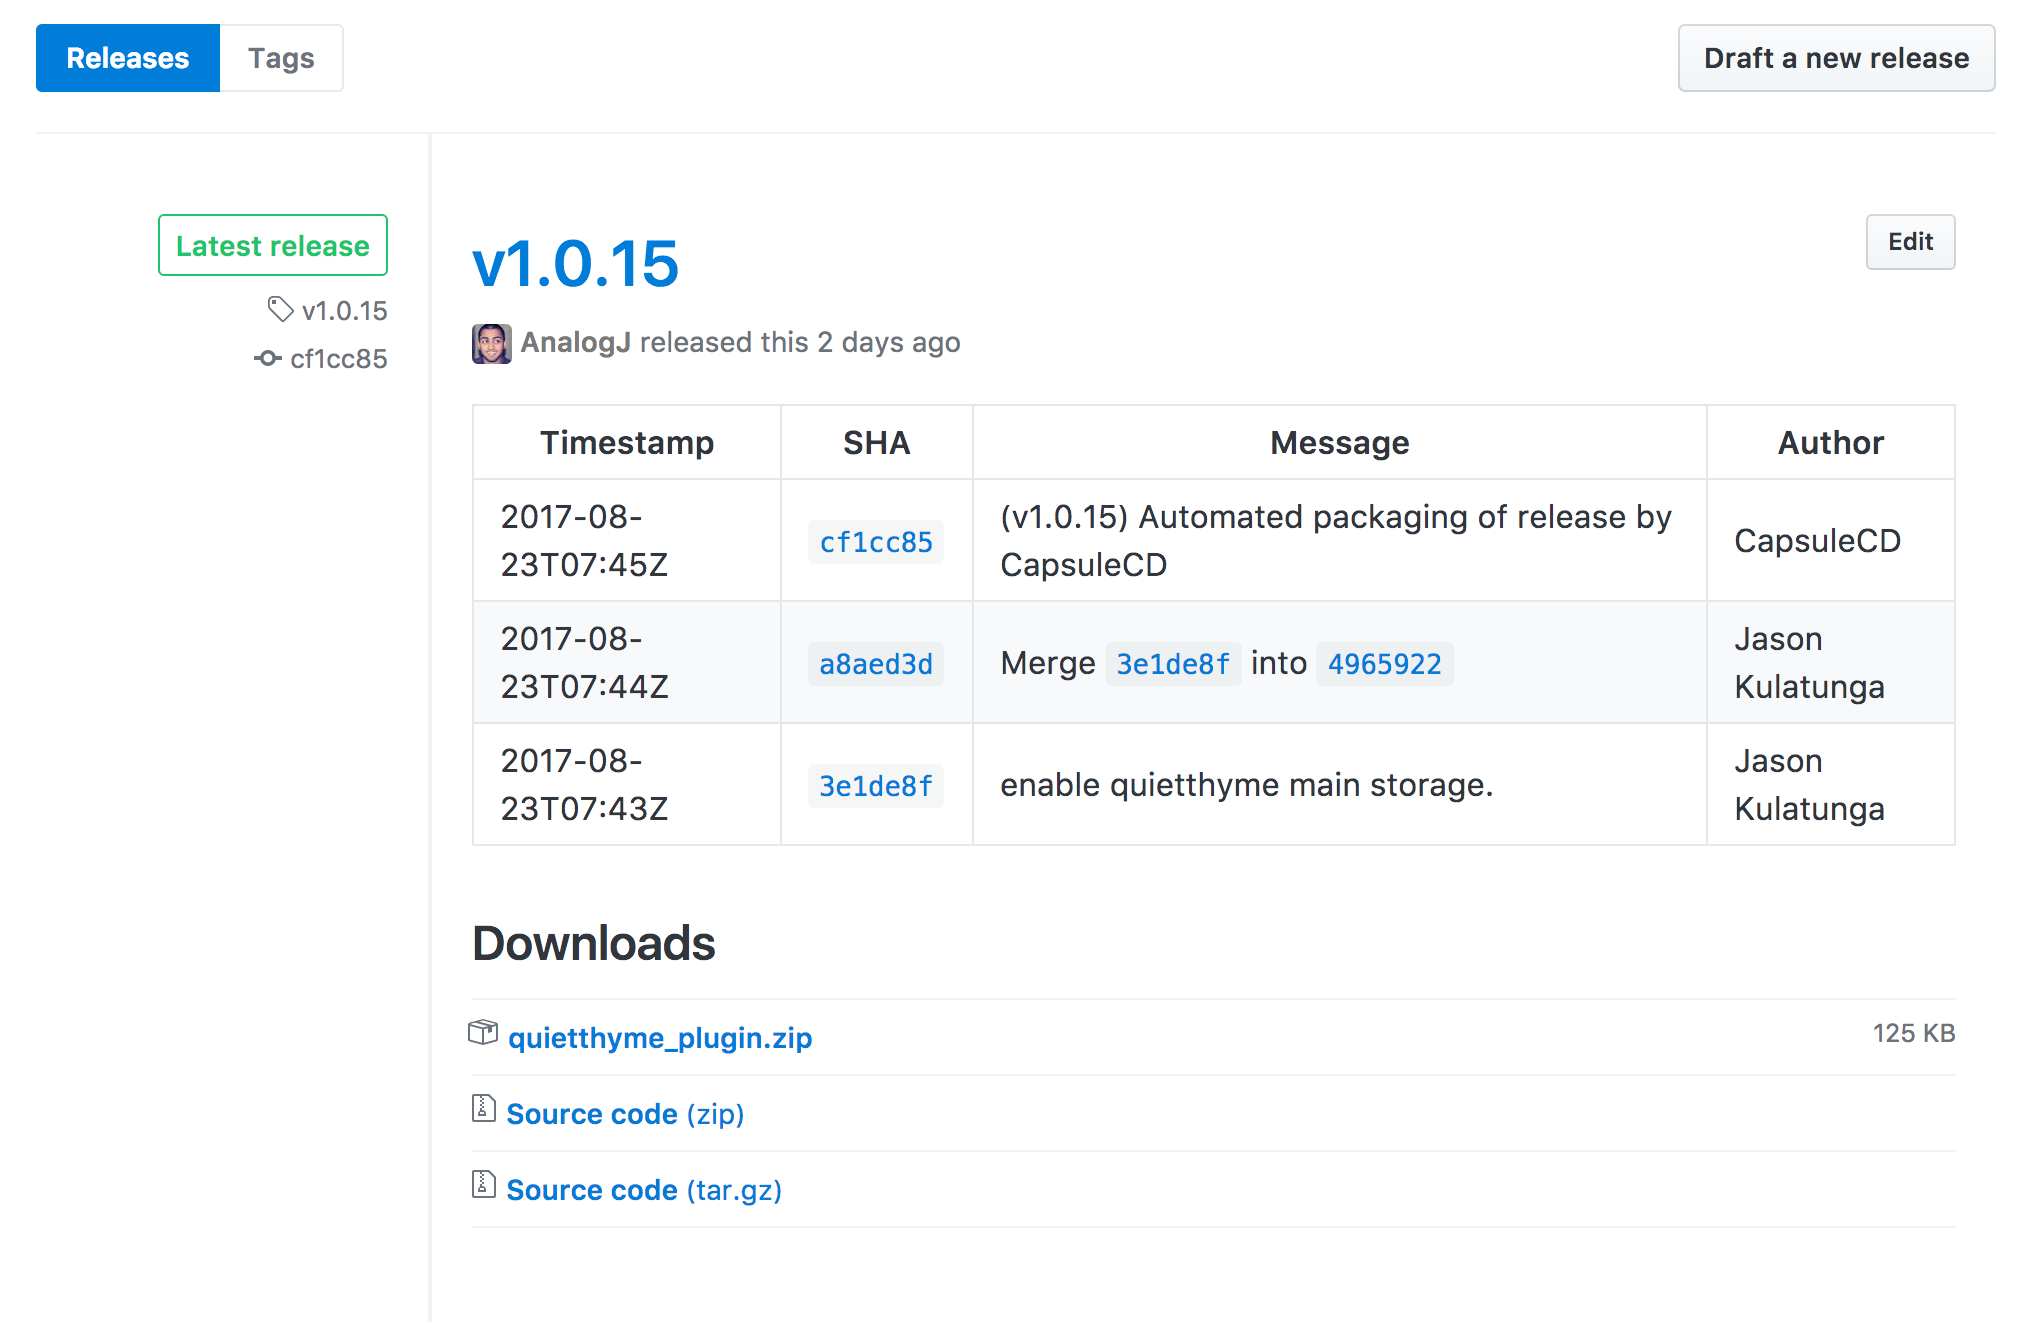 Releases Tags Draft a new release
Latest release
v1.0.15
cf1cc85
v1.0.15 Edit
AnalogJ released this 2 days ago
Timestamp SHA Message Author
2017-08-
23T07:45Z
cf1cc85
(v1.0.15) Automated packaging of release by
CapsuleCD
CapsuleCD
2017-08-
23T07:44Z
a8aed3d
Merge 3e1de8f into 4965922
Jason
Kulatunga
2017-08-
23T07:43Z
3e1de8f
enable quietthyme main storage.
Jason
Kulatunga
Downloads
quietthyme_plugin.zip 125 KB
Source code (zip)
Source code (tar.gz)